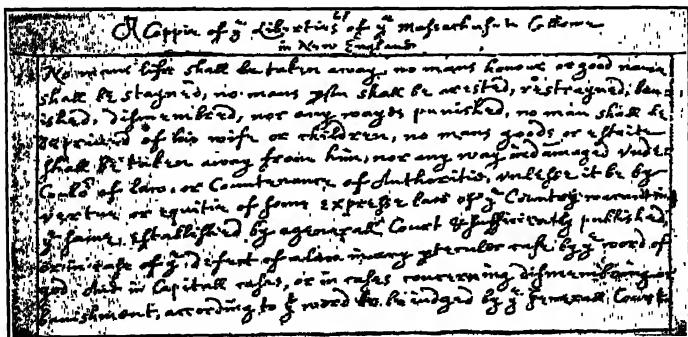 A Coppie of yᵉ Liberties of yᵉ Massachusets Collonie
in New England.
No mans life shall be taken away, no mans honour or good name
shall be stayned, no mans pson shall be arested, restrayned, ban-
ished, dismembred, nor any wayes punished, no man shall be
deprived of his wife or children, no mans goods or estaite
shall be taken away from him, nor any way indammaged under
of law, or Countenance of Authoritie, unlesse it be by
vertue or equitie of some expresse law of yᵉ Country warranting
yᵉ same, established by a generall Court & sufficiently published,
or in case of yᵉ defect of a law in any pteculer case by yᵉ word of
god. And in Capitall cases, or in cases concerning dismembring or
banishment, according to yᵗ word to be judged by yᵉ Generall Court.